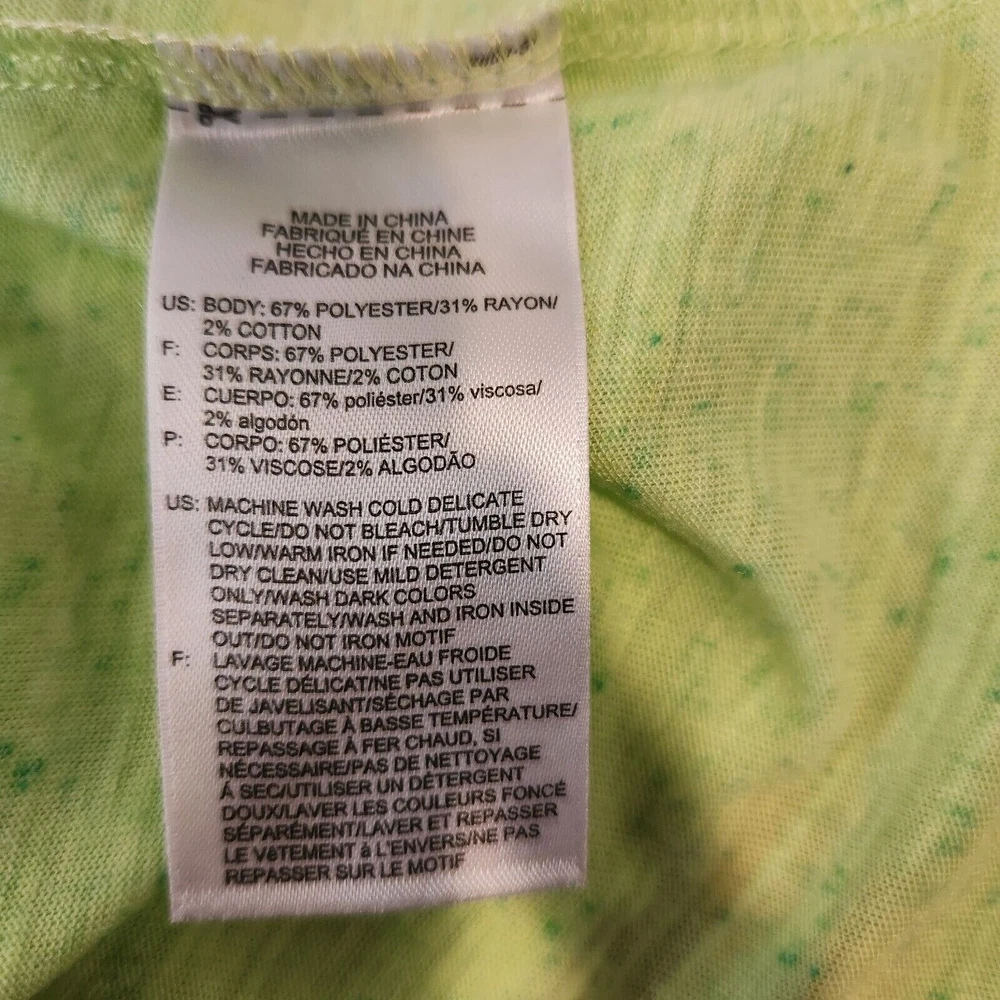 MADE IN CHINA
FABRIQUÉ EN CHINE
HECHO EN CHINA
FABRICADO NA CHINA
US: BODY: 67% POLYESTER/31% RAYON/
2% COTTON
F: CORPS: 67% POLYESTER/
31% RAYONNE/2% COTON
E: CUERPO: 67% poliéster/31% viscosa/
2% algodón
P: CORPO: 67% POLIÉSTER/
31% VISCOSE/2% ALGODÃO
US: MACHINE WASH COLD DELICATE
CYCLE/DO NOT BLEACH/TUMBLE DRY
LOW/WARM IRON IF NEEDED/DO NOT
DRY CLEAN/USE MILD DETERGENT
ONLY/WASH DARK COLORS
SEPARATELY/WASH AND IRON INSIDE
OUT/DO NOT IRON MOTIF
F: LAVAGE MACHINE-EAU FROIDE
CYCLE DÉLICAT/NE PAS UTILISER
DE JAVELISANT/SÉCHAGE PAR
CULBUTAGE À BASSE TEMPÉRATURE/
REPASSAGE À FER CHAUD, SI
NÉCESSAIRE/PAS DE NETTOYAGE
À SEC/UTILISER UN DÉTERGENT
DOUX/LAVER LES COULEURS FONCÉ
SÉPARÉMENT/LAVER ET REPASSER
LE VêTEMENT à L'ENVERS/NE PAS
REPASSER SUR LE MOTIF